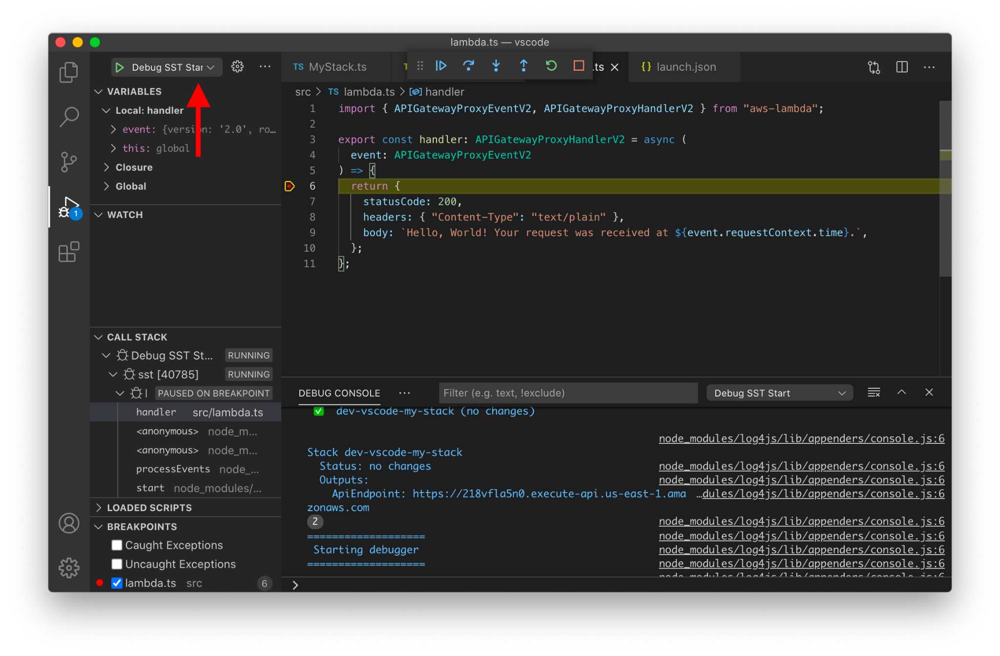 lambda.ts — vscode
Debug SST Star
VARIABLES
Local: handler
event: {version: '2.0', ro…
this: global
Closure
Global
1
WATCH
CALL STACK
Debug SST St… RUNNING
sst [40785] RUNNING
PAUSED ON BREAKPOINT
handler src/lambda.ts
<anonymous> node_m...
<anonymous> node_m...
processEvents node_...
start node_modules/...
LOADED SCRIPTS
BREAKPOINTS
Caught Exceptions
Uncaught Exceptions
lambda.ts src 6
TS MyStack.ts
.ts
{} launch.json
src > TS lambda.ts > handler
1 import { APIGatewayProxyEventV2, APIGatewayProxyHandlerV2 } from "aws-lambda";
2
3 export const handler: APIGatewayProxyHandlerV2 = async (
4 event: APIGatewayProxyEventV2
5 ) => {
6 return {
7 statusCode: 200,
8 headers: { "Content-Type": "text/plain" },
9 body: `Hello, World! Your request was received at ${event.requestContext.time}.`,
10 };
11 };
DEBUG CONSOLE
Filter (e.g. text, !exclude)
Debug SST Start
✅ dev-vscode-my-stack (no changes)
node_modules/log4js/lib/appenders/console.js:6
Stack dev-vscode-my-stack
Status: no changes node_modules/log4js/lib/appenders/console.js:6
Outputs: node_modules/log4js/lib/appenders/console.js:6
ApiEndpoint: https://218vfla5n0.execute-api.us-east-1.ama …dules/log4js/lib/appenders/console.js:6
zonaws.com
2 node_modules/log4js/lib/appenders/console.js:6
=================== node_modules/log4js/lib/appenders/console.js:6
Starting debugger node_modules/log4js/lib/appenders/console.js:6
=================== node_modules/log4js/lib/appenders/console.js:6
node_modules/log4js/lib/appenders/console.js:6
>